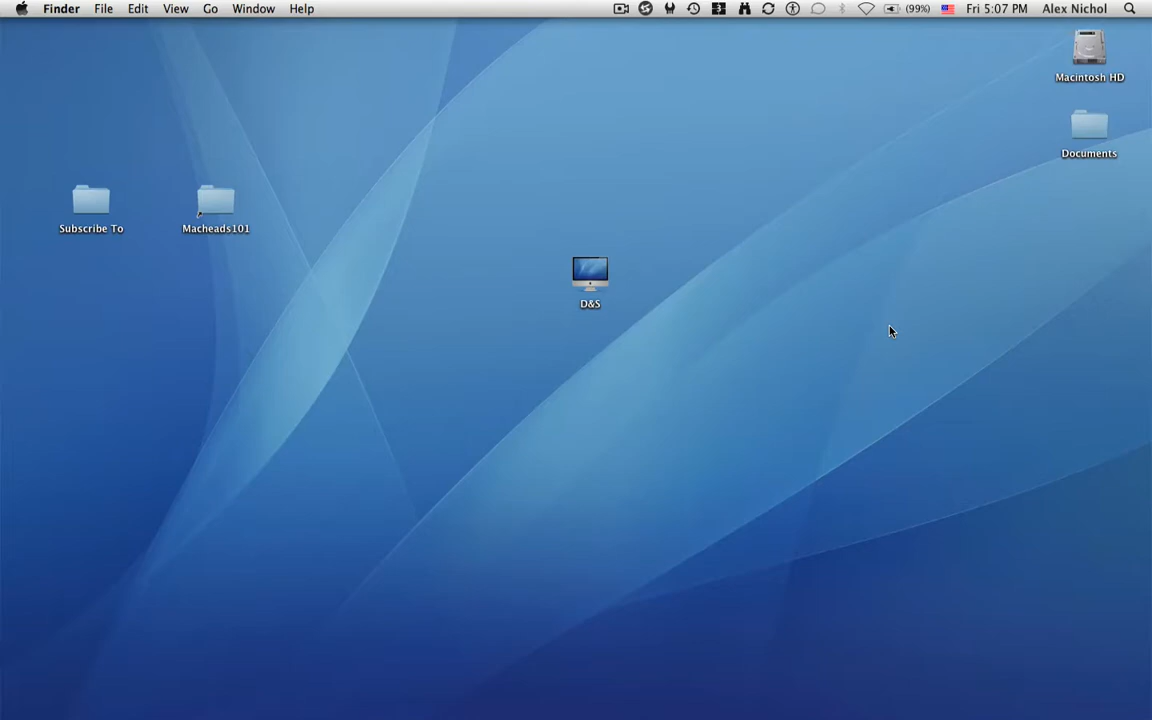 Finder File Edit View Go Window Help (99%) Fri 5:07 PM Alex Nichol
Macintosh HD
Documents
Subscribe To
Macheads101
D&S